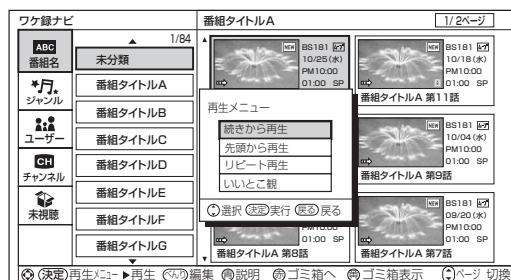 ワケ録ナビ
番組タイトルA
1/2ページ
ABC
番組名
ジャンル
ユーザー
CH
チャンネル
未視聴
1/84
未分類
番組タイトルA
番組タイトルB
番組タイトルC
番組タイトルD
番組タイトルE
番組タイトルF
番組タイトルG
NEW BS181
10/25(水)
PM10:00
01:00 SP
NEW BS181
10/18(水)
PM10:00
01:00 SP
番組タイトルA 第11話
再生メニュー
続きから再生
先頭から再生
リピート再生
いいとこ観
選択 決定 実行 戻る 戻る
NEW BS181
10/04(水)
PM10:00
01:00 SP
番組タイトルA 第9話
NEW BS181
09/20(水)
PM10:00
01:00 SP
01:00 SP
番組タイトルA 第8話
番組タイトルA 第7話
決定 再生メニュー ▶再生 べんり 編集 青 説明 赤 ゴミ箱へ 黄 ゴミ箱表示 ページ 切換